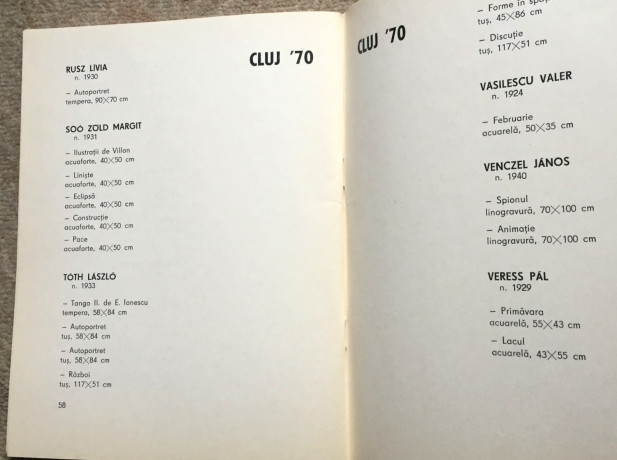 CLUJ '70
RUSZ LÍVIA
n. 1930
– Autoportret
tempera, 90×70 cm
SOÓ ZÖLD MARGIT
n. 1931
– Ilustrații de Villon
acuaforte, 40×50 cm
– Liniște
acuaforte, 40×50 cm
– Eclipsă
acuaforte, 40×50 cm
– Construcție
acuaforte, 40×50 cm
– Pace
acuaforte, 40×50 cm
TÓTH LÁSZLÓ
n. 1933
– Tango II. de E. Ionescu
tempera, 58×84 cm
– Autoportret
tuș, 58×84 cm
– Autoportret
tuș, 58×84 cm
– Război
tuș, 117×51 cm
58
CLUJ '70
– Forme în
tuș, 45×86 cm
– Discuție
tuș, 117×51 cm
VASILESCU VALER
n. 1924
– Februarie
acuarelă, 50×35 cm
VENCZEL JÁNOS
n. 1940
– Spionul
linogravură, 70×100 cm
– Animație
linogravură, 70×100 cm
VERESS PÁL
n. 1929
– Primăvara
acuarelă, 55×43 cm
– Lacul
acuarelă, 43×55 cm